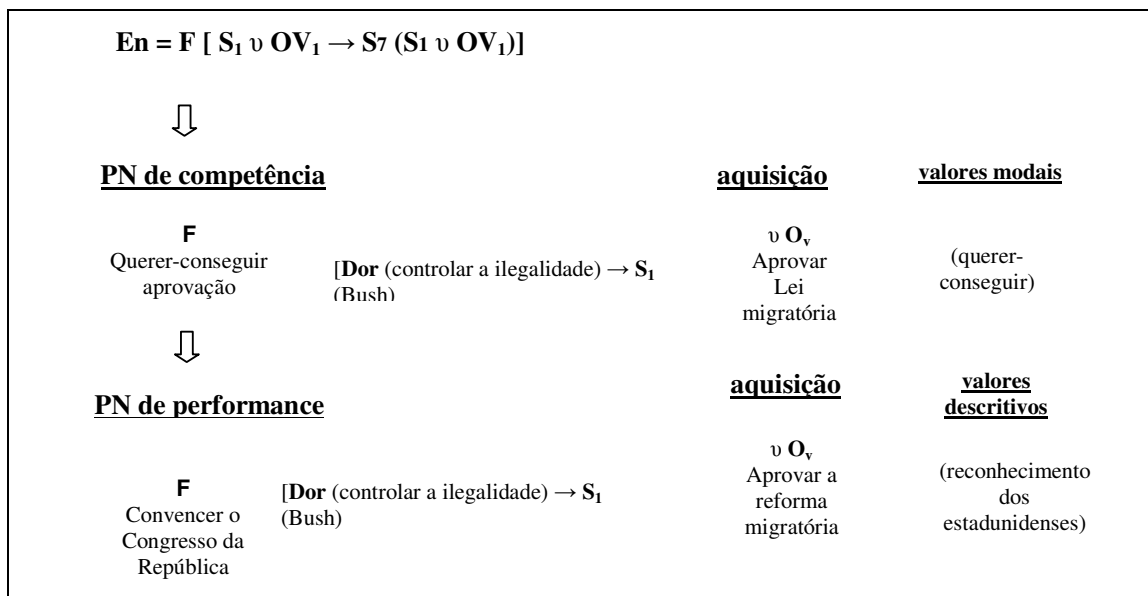 En = F [ S1 υ OV1 → S7 (S1 υ OV1)]
⇩
PN de competência
aquisição
valores modais
F
Querer-conseguir
aprovação
[Dor (controlar a ilegalidade) → S1
(Bush)
υ Ov
Aprovar
Lei
migratória
(querer-
conseguir)
⇩
PN de performance
aquisição
valores
descritivos
F
Convencer o
Congresso da
República
[Dor (controlar a ilegalidade) → S1
(Bush)
υ Ov
Aprovar a
reforma
migratória
(reconhecimento
dos
estadunidenses)